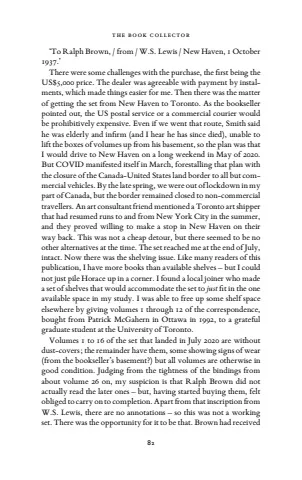 THE BOOK COLLECTOR
‘To Ralph Brown, / from / W.S. Lewis / New Haven, 1 October
1937.’
There were some challenges with the purchase, the first being the
US$5,000 price. The dealer was agreeable with payment by instal-
ments, which made things easier for me. Then there was the matter
of getting the set from New Haven to Toronto. As the bookseller
pointed out, the US postal service or a commercial courier would
be prohibitively expensive. Even if we went that route, Smith said
he was elderly and infirm (and I hear he has since died), unable to
lift the boxes of volumes up from his basement, so the plan was that
I would drive to New Haven on a long weekend in May of 2020.
But COVID manifested itself in March, forestalling that plan with
the closure of the Canada-United States land border to all but com-
mercial vehicles. By the late spring, we were out of lockdown in my
part of Canada, but the border remained closed to non-commercial
travellers. An art consultant friend mentioned a Toronto art shipper
that had resumed runs to and from New York City in the summer,
and they proved willing to make a stop in New Haven on their
way back. This was not a cheap detour, but there seemed to be no
other alternatives at the time. The set reached me at the end of July,
intact. Now there was the shelving issue. Like many readers of this
publication, I have more books than available shelves – but I could
not just pile Horace up in a corner. I found a local joiner who made
a set of shelves that would accommodate the set to just fit in the one
available space in my study. I was able to free up some shelf space
elsewhere by giving volumes 1 through 12 of the correspondence,
bought from Patrick McGahern in Ottawa in 1992, to a grateful
graduate student at the University of Toronto.
Volumes 1 to 16 of the set that landed in July 2020 are without
dust-covers; the remainder have them, some showing signs of wear
(from the bookseller’s basement?) but all volumes are otherwise in
good condition. Judging from the tightness of the bindings from
about volume 26 on, my suspicion is that Ralph Brown did not
actually read the later ones – but, having started buying them, felt
obliged to carry on to completion. Apart from that inscription from
W.S. Lewis, there are no annotations – so this was not a working
set. There was the opportunity for it to be that. Brown had received
82